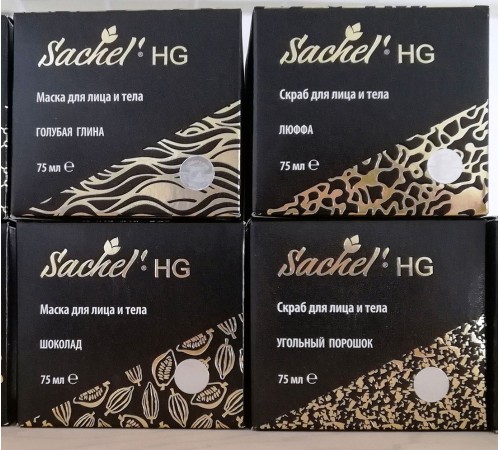 Sachel'® HG
Маска для лица и тела
ГОЛУБАЯ ГЛИНА
75 мл ℮
Sachel'® HG
Скраб для лица и тела
ЛЮФФА
75 мл ℮
Sachel'® HG
Маска для лица и тела
ШОКОЛАД
75 мл ℮
Sachel'® HG
Скраб для лица и тела
УГОЛЬНЫЙ ПОРОШОК
75 мл ℮